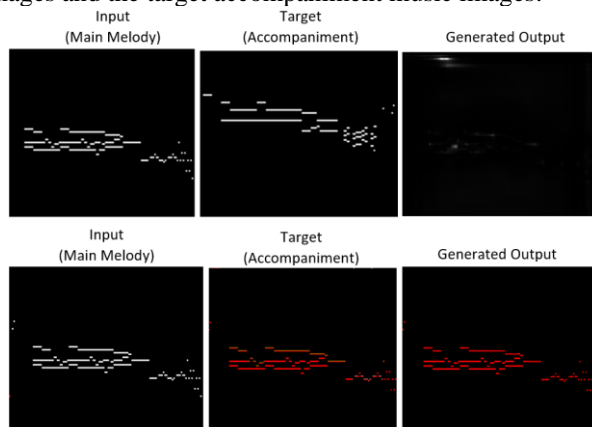 ages and the target accompaniment music images.
Input
(Main Melody)
Target
(Accompaniment)
Generated Output
Input
(Main Melody)
Target
(Accompaniment)
Generated Output